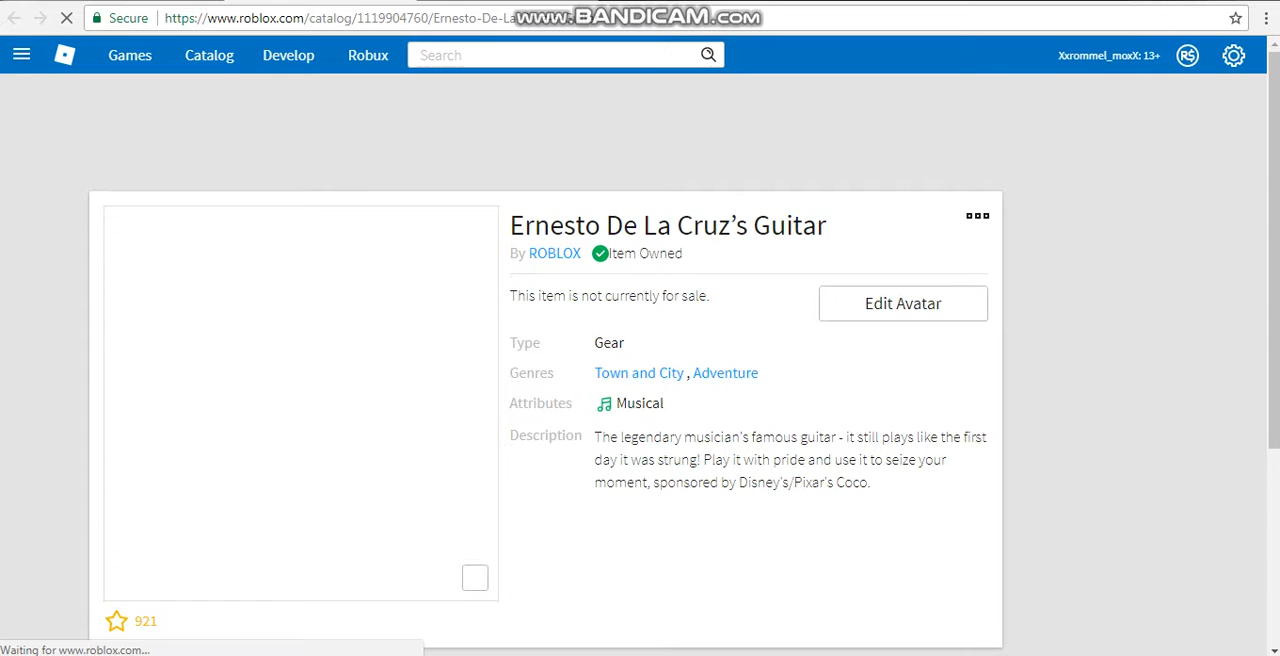 Secure https://www.roblox.com/catalog/1119904760/Ernesto-De-La
www.BANDICAM.com
Games Catalog Develop Robux Search Xxrommel_moxX: 13+ R$
Ernesto De La Cruz’s Guitar
By ROBLOX Item Owned
This item is not currently for sale. Edit Avatar
Type Gear
Genres Town and City , Adventure
Attributes Musical
Description The legendary musician's famous guitar - it still plays like the first
day it was strung! Play it with pride and use it to seize your
moment, sponsored by Disney's/Pixar's Coco.
921
Waiting for www.roblox.com...